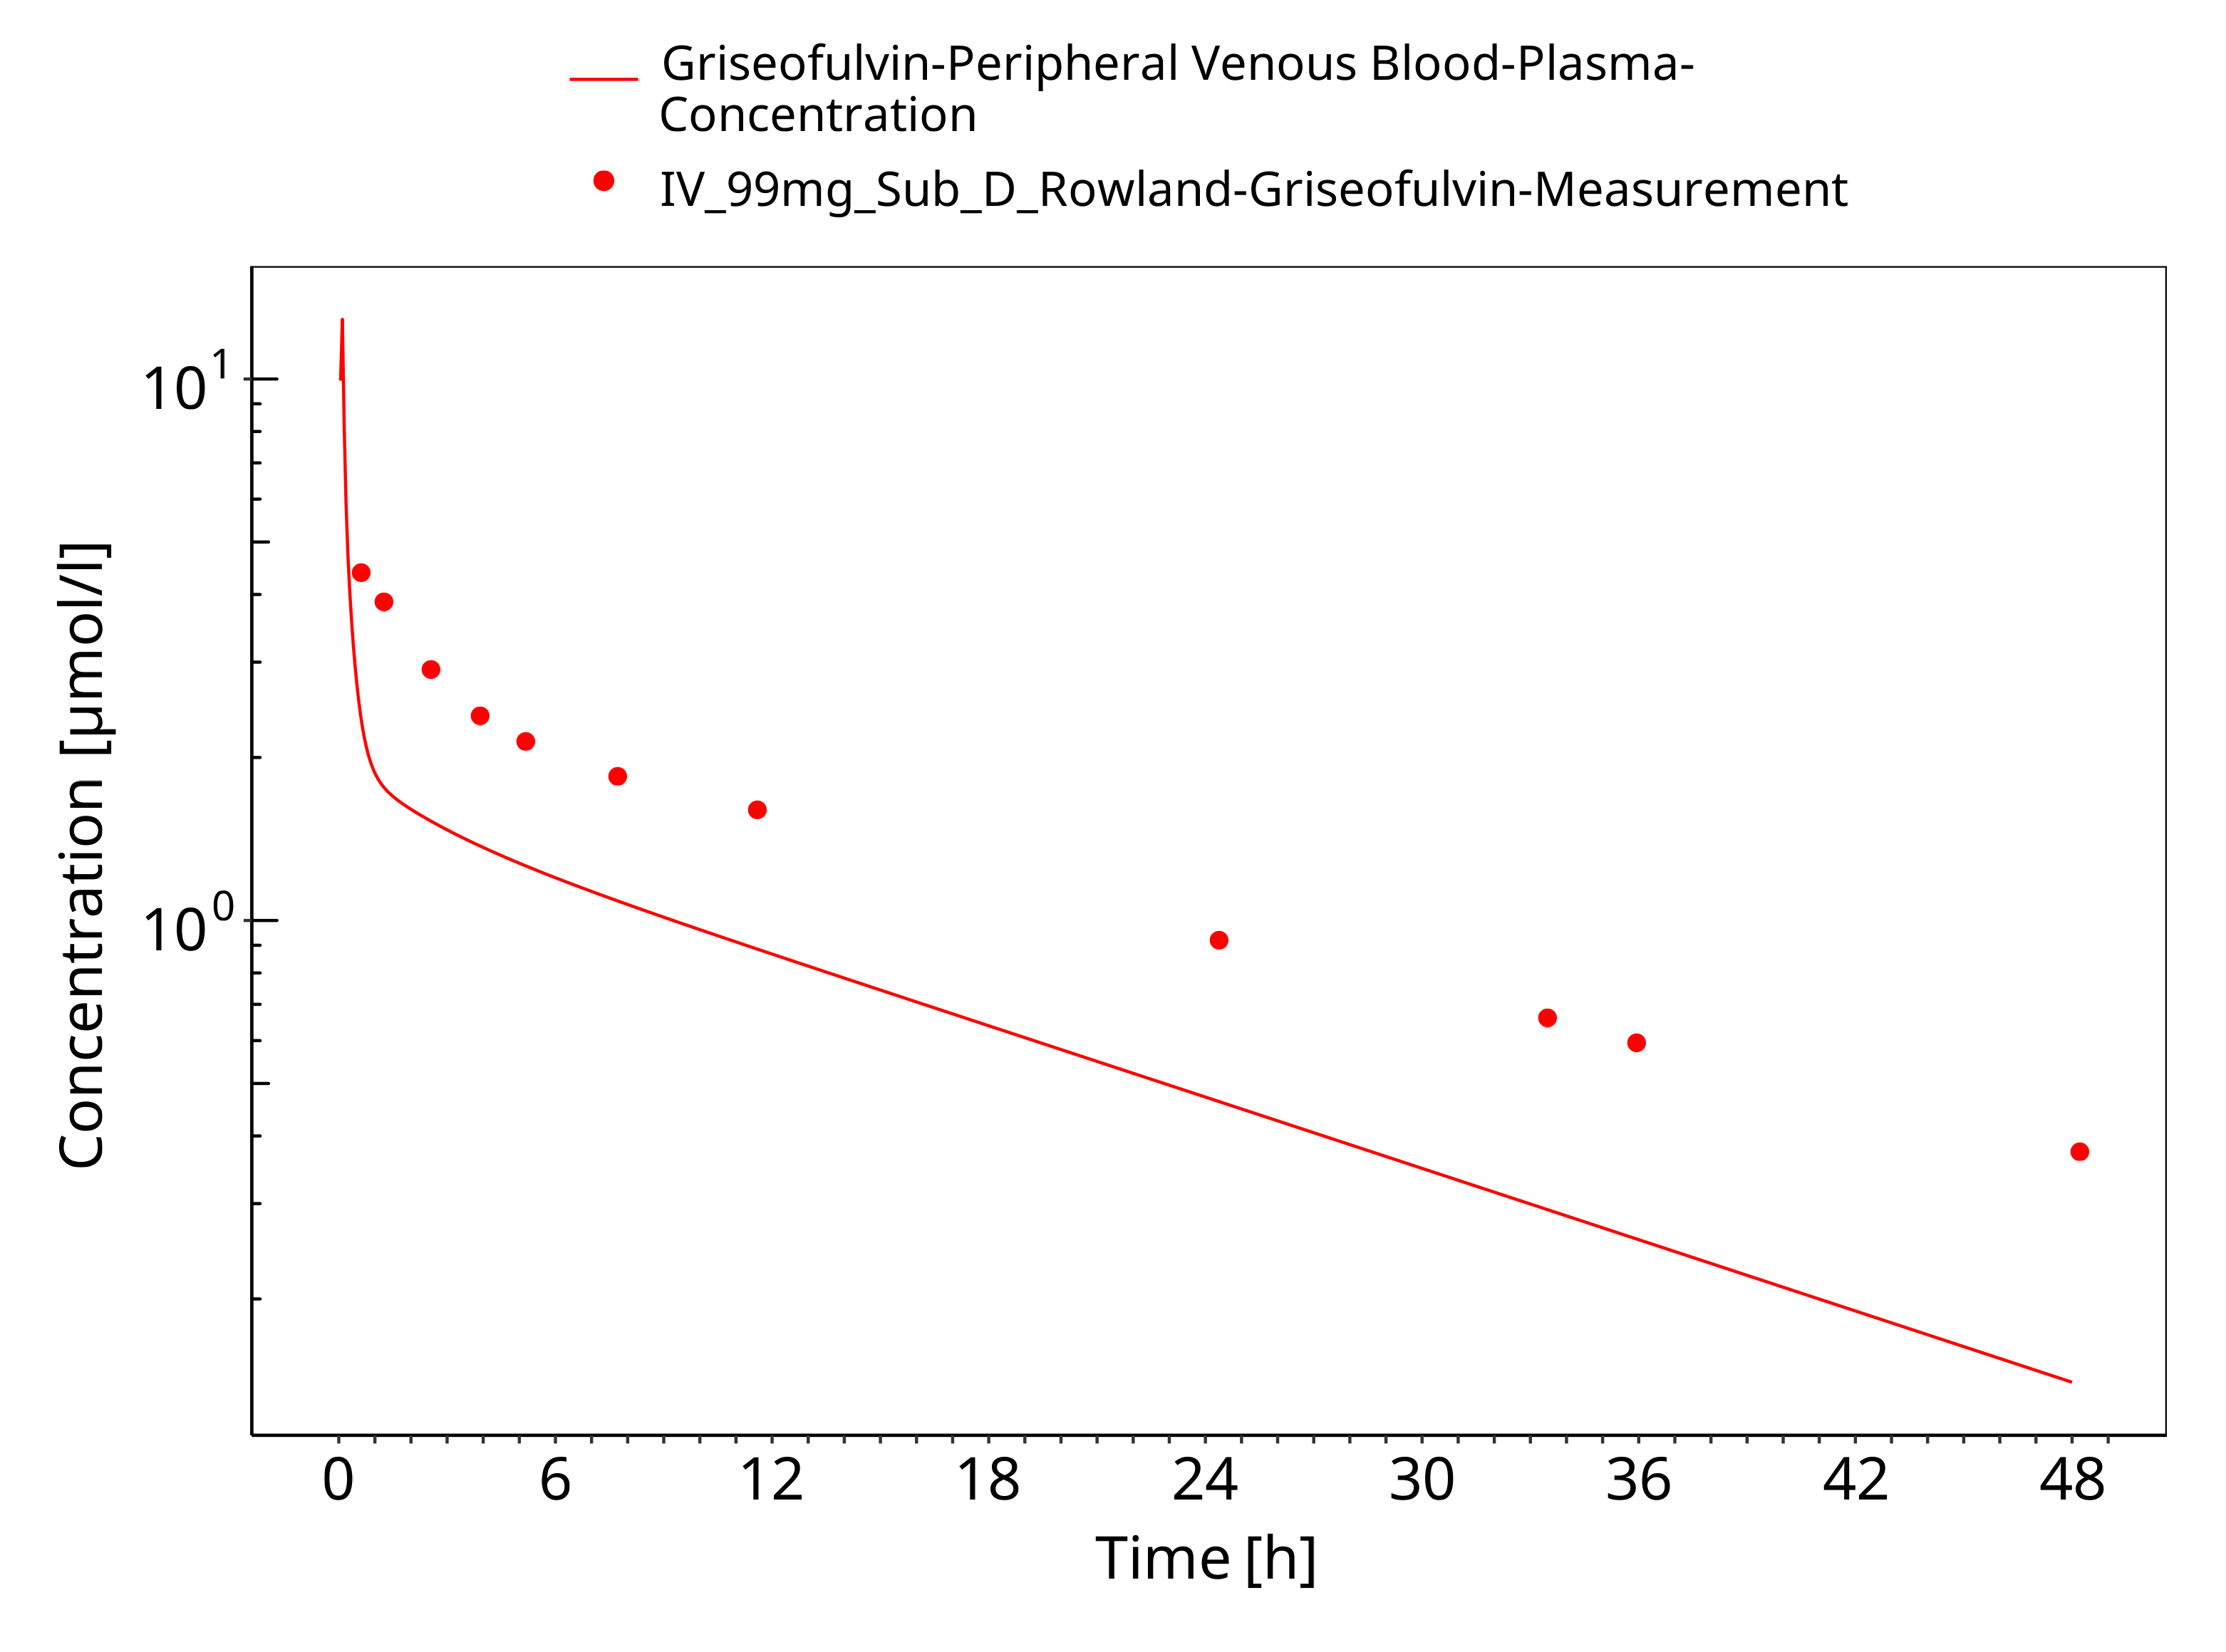 Griseofulvin-Peripheral Venous Blood-Plasma-
Concentration
IV_99mg_Sub_D_Rowland-Griseofulvin-Measurement
Concentration [µmol/l]
10¹
10⁰
0 6 12 18 24 30 36 42 48
Time [h]